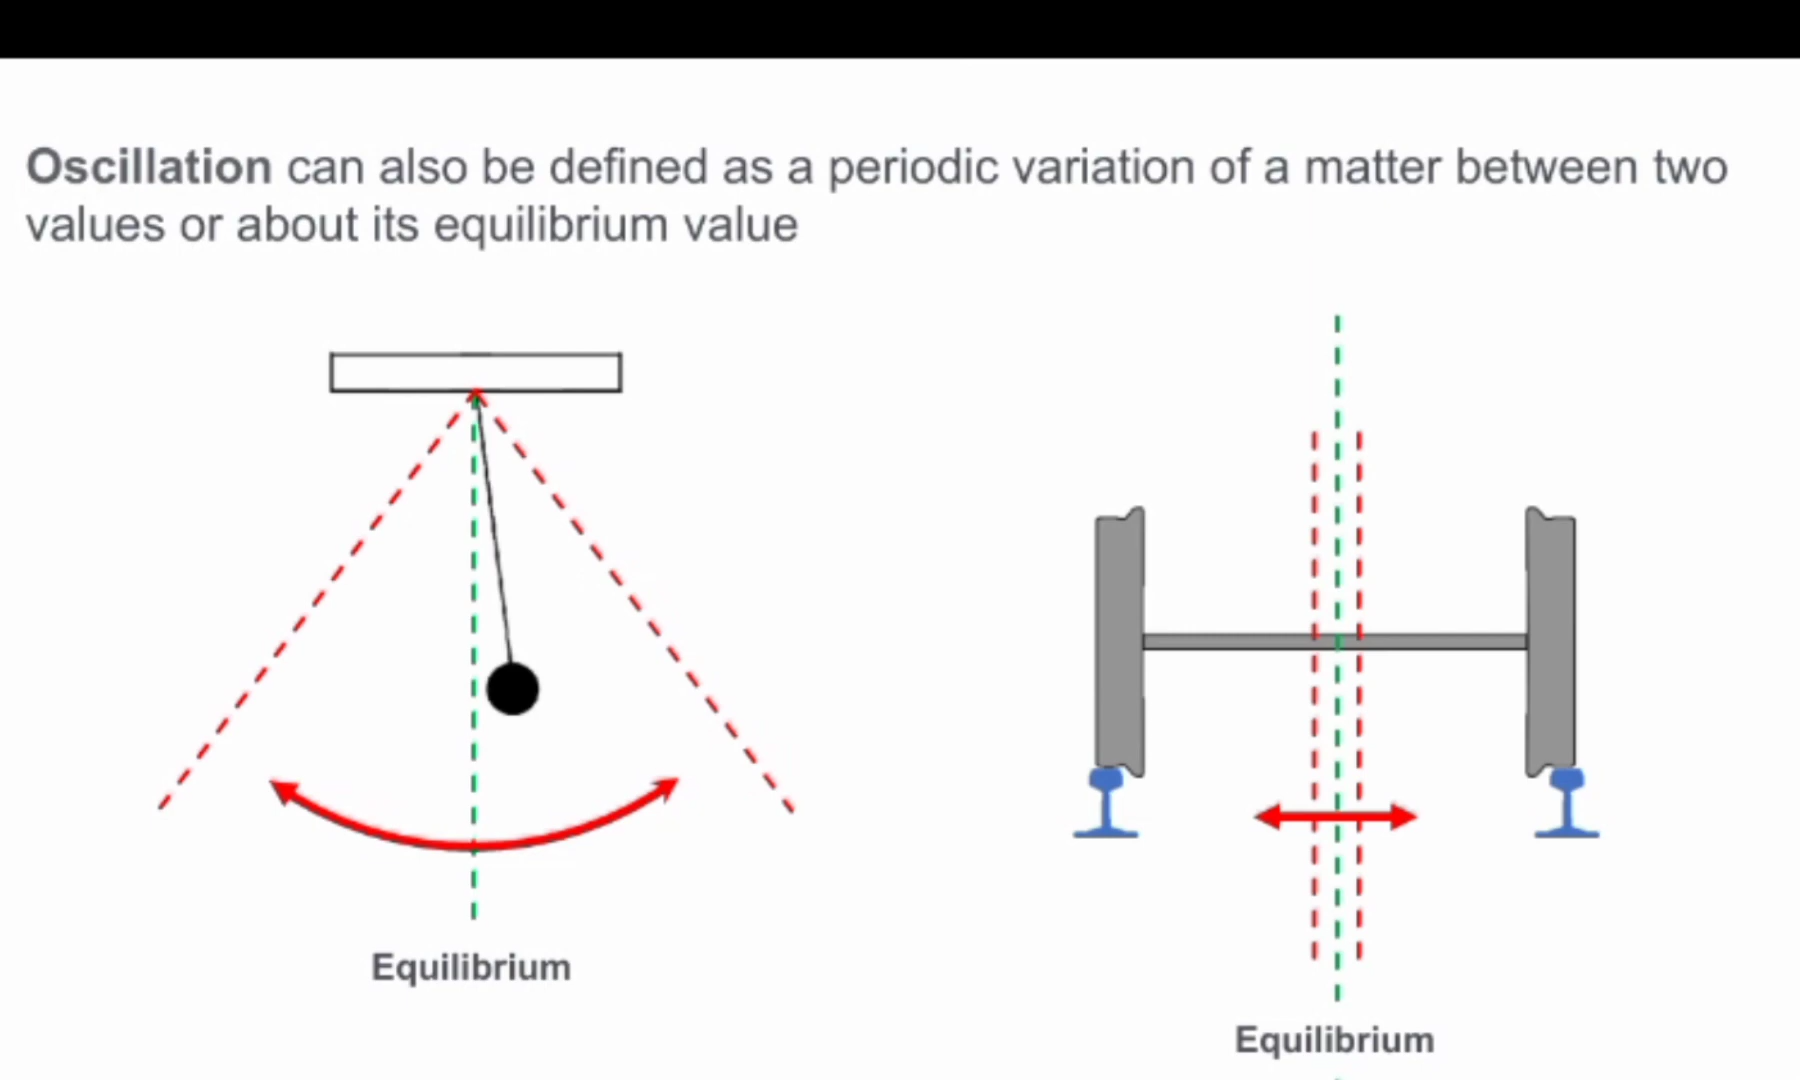 Oscillation can also be defined as a periodic variation of a matter between two
values or about its equilibrium value
Equilibrium
Equilibrium